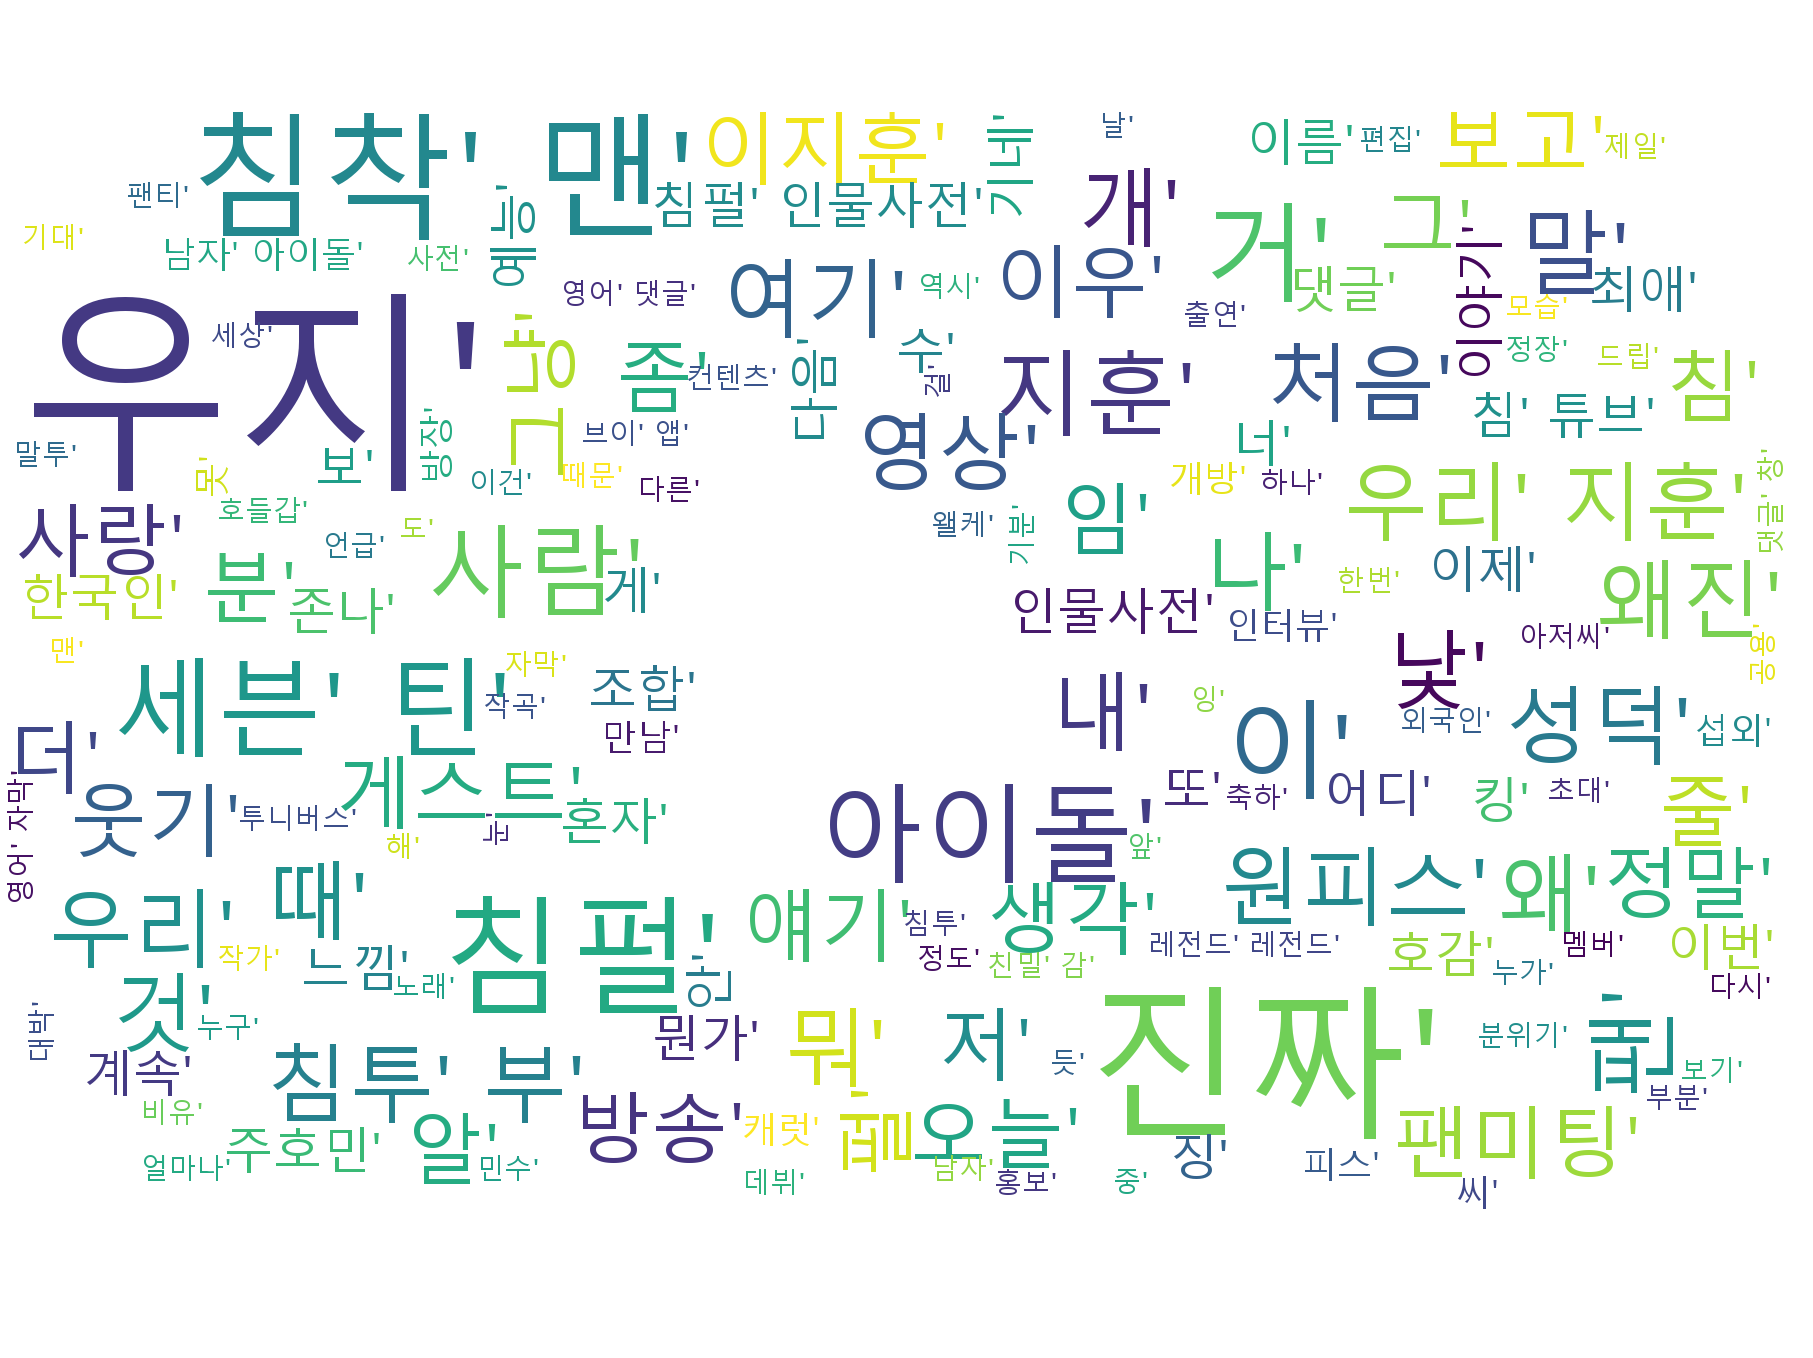 침착' 맨'
이지훈'
기네'
날'
이름'
편집'
보고'
제일'
팬티'
예능'
침펄' 인물사전'
개'
거'
그'
이야기'
말'
기대'
남자' 아이돌'
사전'
영어' 댓글'
여기'
역시'
이우'
출연'
댓글'
모습'
최애'
우지'
세상'
그냥'
좀'
컨텐츠'
다음'
수'
걸'
지훈'
처음'
정장'
드립'
침'
말투'
못'
보'
방장'
이건'
브이' 앱'
때문'
다른'
영상'
너'
개방'
하나'
침' 튜브'
우리' 지훈'
댓글' 창'
사랑'
호들갑'
언급'
도'
사람'
왤케'
기분'
임'
나'
한번'
이제'
왜진'
한국인'
분'
존나'
게'
인물사전'
인터뷰'
낯'
아저씨'
공룡'
맨'
세븐' 틴'
자막'
작곡'
조합'
만남'
내'
잉'
이'
외국인'
성덕'
섭외'
더'
영어' 자막'
웃기'
투니버스'
게스트'
해'
눈'
혼자'
아이돌'
또'
축하'
어디'
킹'
초대'
줄'
앞'
우리'
때'
침펄'
얘기'
침투'
생각'
원피스'
왜'
정말'
작가'
느낌'
노래'
안'
정도'
친밀' 감'
레전드' 레전드'
호감'
누가'
멤버'
이번'
다시'
대박'
것'
누구'
뭔가'
뭐'
저'
듯'
진짜'
분위기'
쥡'
보기'
계속'
침투' 부'
부분'
비유'
주호민'
알'
방송'
캐럿'
펄'
오늘'
징'
팬미팅'
얼마나'
민수'
데뷔'
남자'
홍보'
중'
피스'
씨'